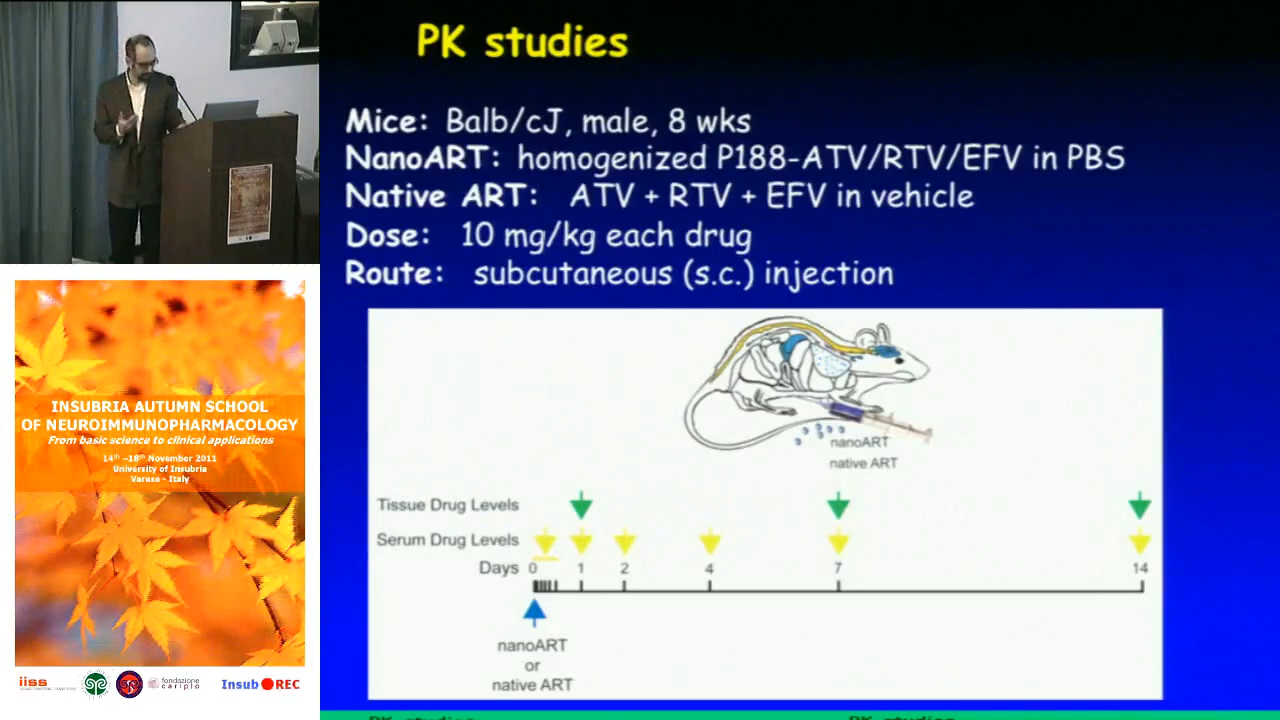 PK studies
Mice: Balb/cJ, male, 8 wks
NanoART: homogenized P188-ATV/RTV/EFV in PBS
Native ART: ATV + RTV + EFV in vehicle
Dose: 10 mg/kg each drug
Route: subcutaneous (s.c.) injection
nanoART
native ART
Tissue Drug Levels
Serum Drug Levels
Days 0 1 2 4 7 14
nanoART
or
native ART
INSUBRIA AUTUMN SCHOOL
OF NEUROIMMUNOPHARMACOLOGY
From basic science to clinical applications
14th –18th November 2011
University of Insubria
Varese - Italy
iiss
fondazione
cariplo
Insub REC
PK studies PK studies